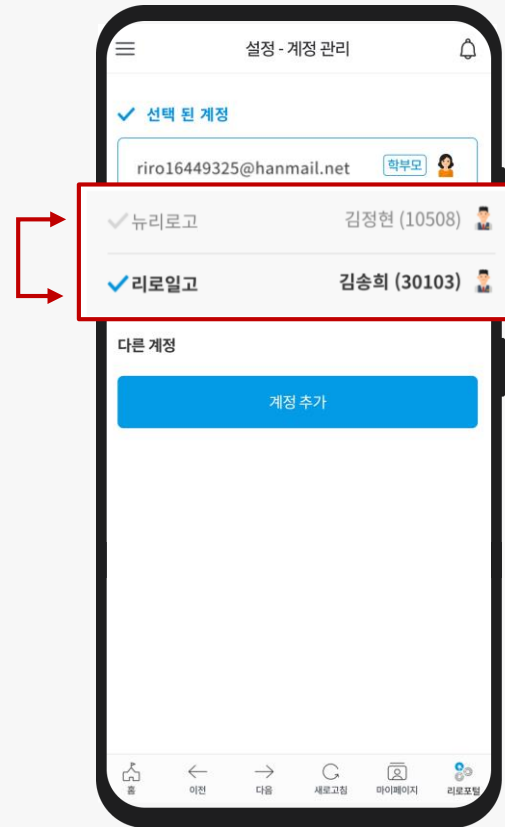 설정 - 계정 관리
선택 된 계정
riro16449325@hanmail.net 학부모
뉴리로고 김정현 (10508)
리로일고 김송희 (30103)
다른 계정
계정 추가
홈 이전 다음 새로고침 마이페이지 리로포털